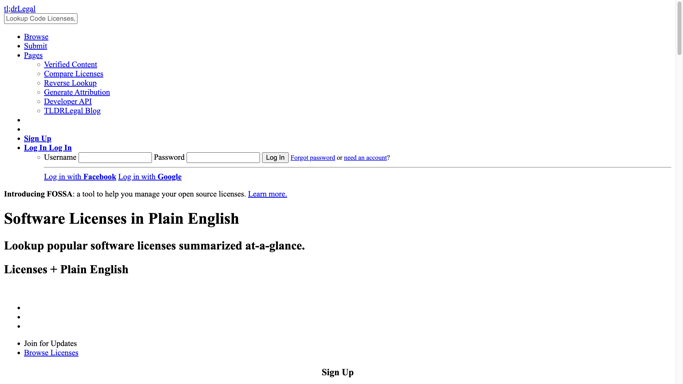 tl;drLegal
Lookup Code Licenses,
Browse
Submit
Pages
Verified Content
Compare Licenses
Reverse Lookup
Generate Attribution
Developer API
TLDRLegal Blog
Sign Up
Log In Log In
Username Password Log In Forgot password or need an account?
Log in with Facebook Log in with Google
Introducing FOSSA: a tool to help you manage your open source licenses. Learn more.
Software Licenses in Plain English
Lookup popular software licenses summarized at-a-glance.
Licenses + Plain English
Join for Updates
Browse Licenses
Sign Up